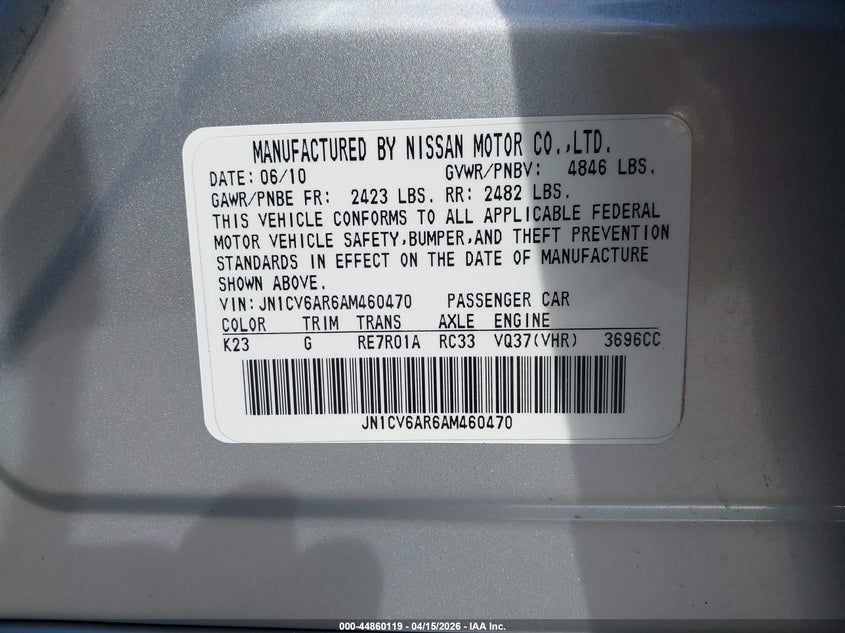 MANUFACTURED BY NISSAN MOTOR CO.,LTD.
DATE: 06/10 GVWR/PNBV: 4846 LBS.
GAWR/PNBE FR: 2423 LBS. RR: 2482 LBS.
THIS VEHICLE CONFORMS TO ALL APPLICABLE FEDERAL
MOTOR VEHICLE SAFETY,BUMPER,AND THEFT PREVENTION
STANDARDS IN EFFECT ON THE DATE OF MANUFACTURE
SHOWN ABOVE.
VIN: JN1CV6AR6AM460470 PASSENGER CAR
COLOR TRIM TRANS AXLE ENGINE
K23 G RE7R01A RC33 VQ37(VHR) 3696CC
JN1CV6AR6AM460470
000-44860119 - 04/15/2026 - IAA Inc.